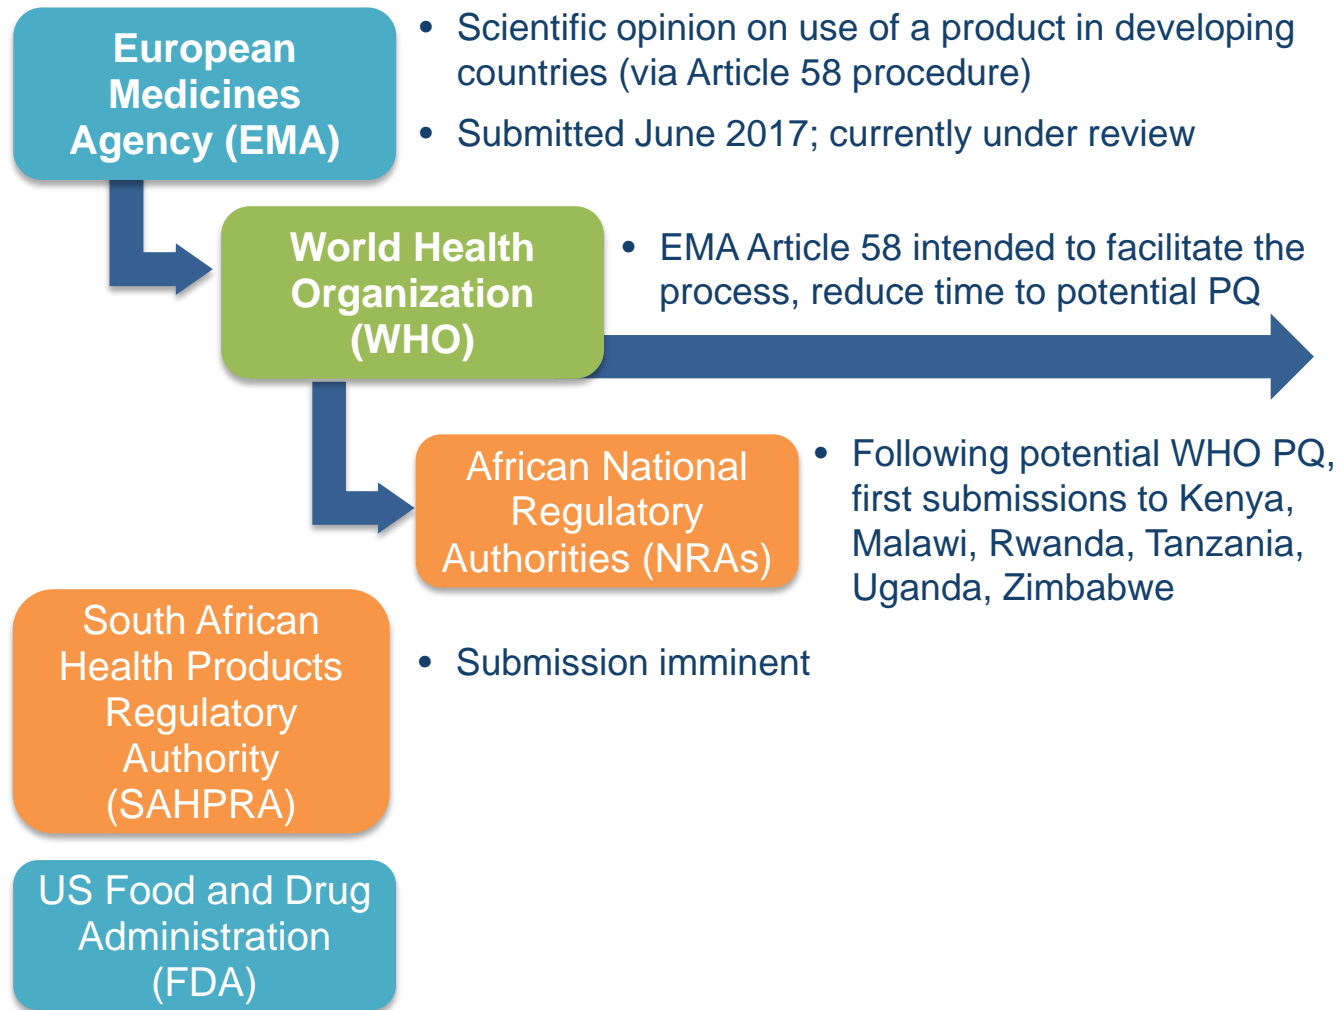 European
Medicines
Agency (EMA)
• Scientific opinion on use of a product in developing
countries (via Article 58 procedure)
• Submitted June 2017; currently under review
World Health
Organization
(WHO)
• EMA Article 58 intended to facilitate the
process, reduce time to potential PQ
African National
Regulatory
Authorities (NRAs)
• Following potential WHO PQ,
first submissions to Kenya,
Malawi, Rwanda, Tanzania,
Uganda, Zimbabwe
South African
Health Products
Regulatory
Authority
(SAHPRA)
• Submission imminent
US Food and Drug
Administration
(FDA)